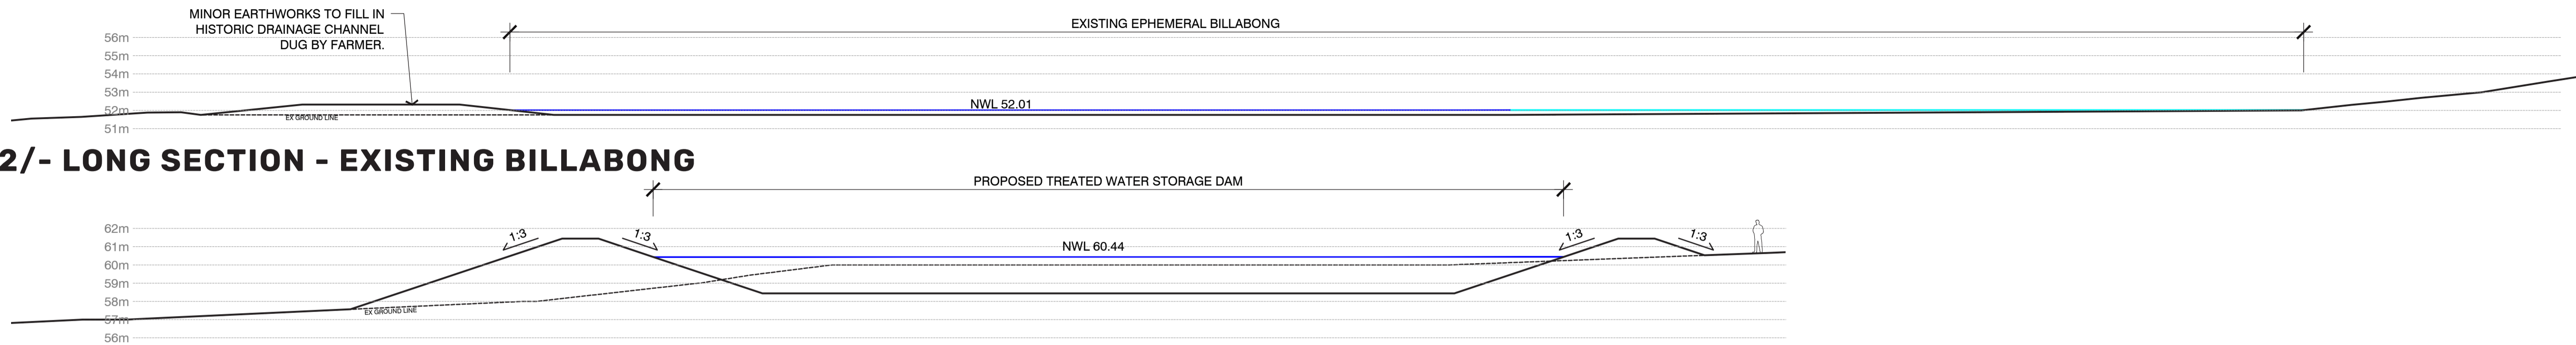 MINOR EARTHWORKS TO FILL IN
HISTORIC DRAINAGE CHANNEL
DUG BY FARMER.
EXISTING EPHEMERAL BILLABONG
56m
55m
54m
53m
52m
51m
NWL 52.01
EX GROUND LINE
2/- LONG SECTION - EXISTING BILLABONG
PROPOSED TREATED WATER STORAGE DAM
62m
61m
60m
59m
58m
57m
56m
1:3
1:3
NWL 60.44
1:3
1:3
EX GROUND LINE